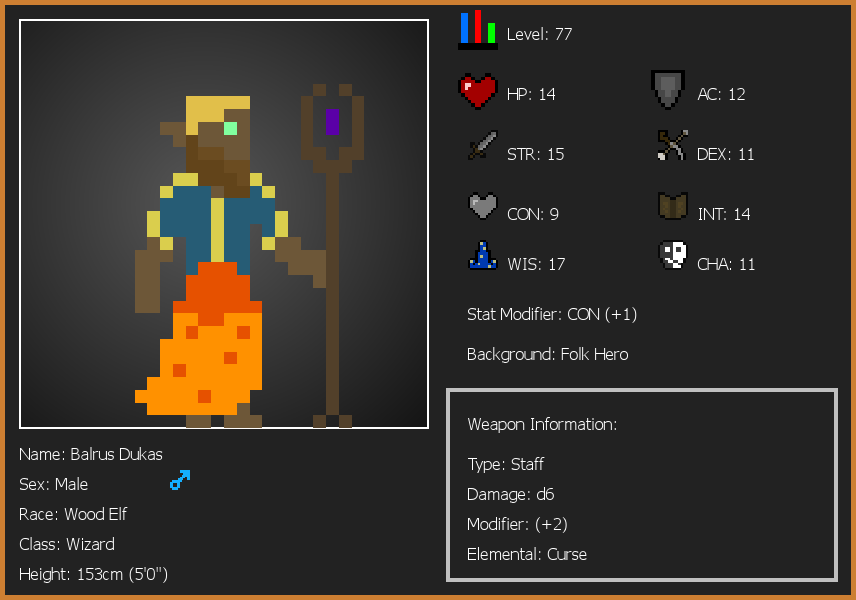 Level: 77
HP: 14
AC: 12
STR: 15
DEX: 11
CON: 9
INT: 14
WIS: 17
CHA: 11
Stat Modifier: CON (+1)
Background: Folk Hero
Weapon Information:
Type: Staff
Damage: d6
Modifier: (+2)
Elemental: Curse
Name: Balrus Dukas
Sex: Male
Race: Wood Elf
Class: Wizard
Height: 153cm (5'0")